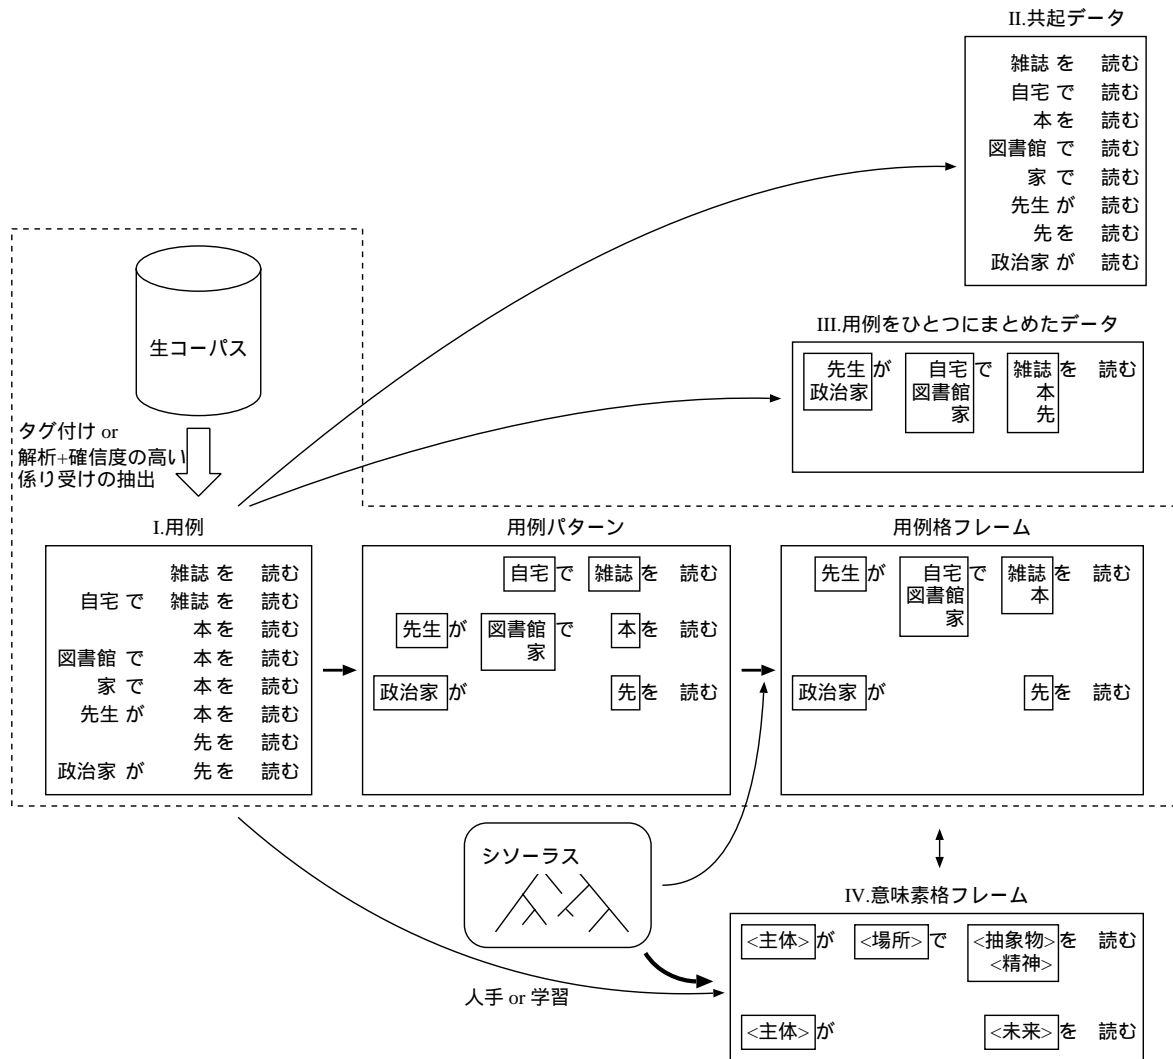 II.共起データ
雑誌 を 読む
自宅 で 読む
本 を 読む
図書館 で 読む
家 で 読む
先生 が 読む
先 を 読む
政治家 が 読む
III.用例をひとつにまとめたデータ
先生 が 自宅 で 雑誌 を 読む
政治家 図書館 本
家 先
生コーパス
タグ付け or
解析+確信度の高い
係り受けの抽出
I.用例
雑誌 を 読む
自宅 で 雑誌 を 読む
本 を 読む
図書館 で 本 を 読む
家 で 本 を 読む
先生 が 本 を 読む
先 を 読む
政治家 が 先 を 読む
用例パターン
自宅 で 雑誌 を 読む
先生 が 図書館 で 本 を 読む
家
政治家 が 先 を 読む
用例格フレーム
先生 が 自宅 で 雑誌 を 読む
図書館 本
家
政治家 が 先 を 読む
シソーラス
人手 or 学習
IV.意味素格フレーム
<主体> が <場所> で <抽象物> を 読む
<精神>
<主体> が <未来> を 読む